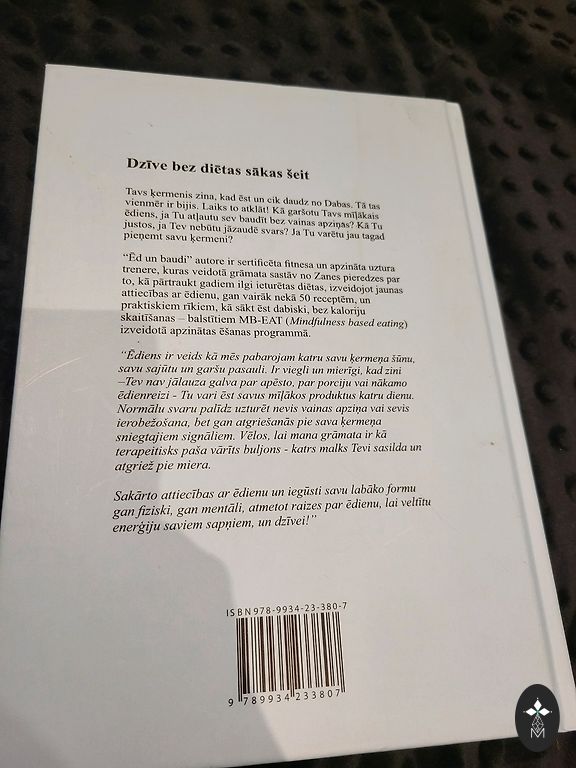 Dzīve bez diētas sākas šeit
Tavs ķermenis zina, kad ēst un cik daudz no Dabas. Tā tas
vienmēr ir bijis. Laiks to atklāt! Kā garšotu Tavs mīļākais
ēdiens, ja Tu atļautu sev baudīt bez vainas apziņas? Kā Tu
justos, ja Tev nebūtu jāzaudē svars? Ja Tu varētu jau tagad
pieņemt savu ķermeni?
“Ēd un baudi” autore ir sertificēta fitnesa un apzināta uztura
trenere, kuras veidotā grāmata sastāv no Zanes pieredzes par
to, kā pārtraukt gadiem ilgi ieturētas diētas, izveidojot jaunas
attiecības ar ēdienu, gan vairāk nekā 50 receptēm, un
praktiskiem rīkiem, kā sākt ēst dabiski, bez kaloriju
skaitīšanas – balstītiem MB-EAT (Mindfulness based eating)
izveidotā apzinātas ēšanas programmā.
“Ēdiens ir veids kā mēs pabarojam katru savu ķermeņa šūnu,
savu sajūtu un garšu pasauli. Ir viegli un mierīgi, kad zini
–Tev nav jālauza galva par apēsto, par porciju vai nākamo
ēdienreizi - Tu vari ēst savus mīļākos produktus katru dienu.
Normālu svaru palīdz uzturēt nevis vainas apziņa vai sevis
ierobežošana, bet gan atgriešanās pie sava ķermeņa
sniegtajiem signāliem. Vēlos, lai mana grāmata ir kā
terapeitisks paša vārīts buljons - katrs malks Tevi sasilda un
atgriež pie miera.
Sakārto attiecības ar ēdienu un iegūsti savu labāko formu
gan fiziski, gan mentāli, atmetot raizes par ēdienu, lai veltītu
enerģiju saviem sapņiem, un dzīvei!”
ISBN 978-9934-23-380-7
9 789934 233807
M